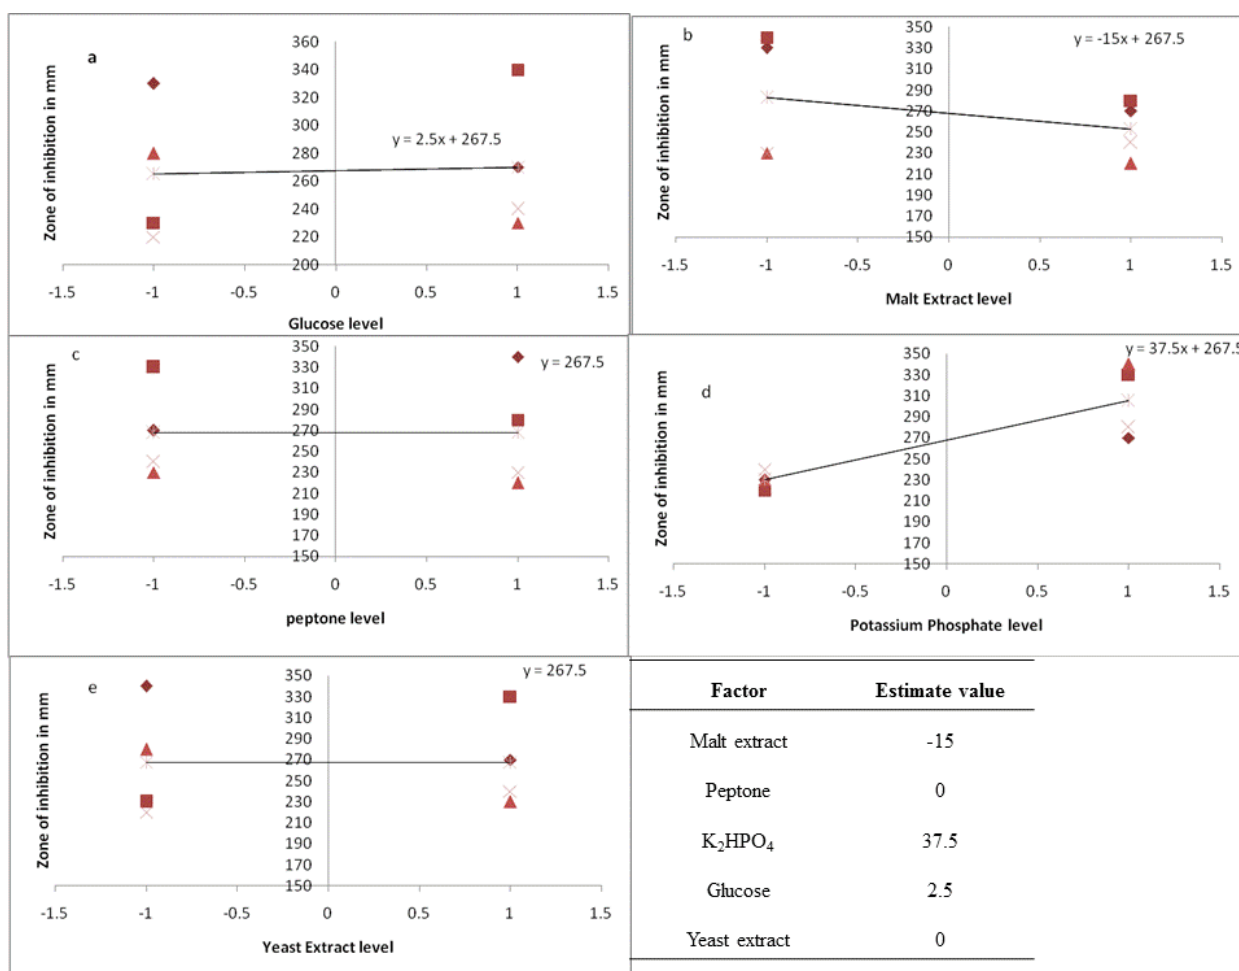 a
Zone of inhibition in mm
360
340
320
300
280
260
240
220
200
y = 2.5x + 267.5
-1.5 -1 -0.5 0 0.5 1 1.5
Glucose level
b
Zone of inhibition in mm
350
330
310
290
270
250
230
210
190
170
150
y = -15x + 267.5
-1.5 -1 -0.5 0 0.5 1 1.5
Malt Extract level
c
Zone of inhibition in mm
350
330
310
290
270
250
230
210
190
170
150
y = 267.5
-1.5 -1 -0.5 0 0.5 1 1.5
peptone level
d
Zone of inhibition in mm
350
330
310
290
270
250
230
210
190
170
150
y = 37.5x + 267.5
-1.5 -1 -0.5 0 0.5 1 1.5
Potassium Phosphate level
e
Zone of inhibition in mm
350
330
310
290
270
250
230
210
190
170
150
y = 267.5
-1.5 -1 -0.5 0 0.5 1 1.5
Yeast Extract level
Factor Estimate value
Malt extract -15
Peptone 0
K₂HPO₄ 37.5
Glucose 2.5
Yeast extract 0